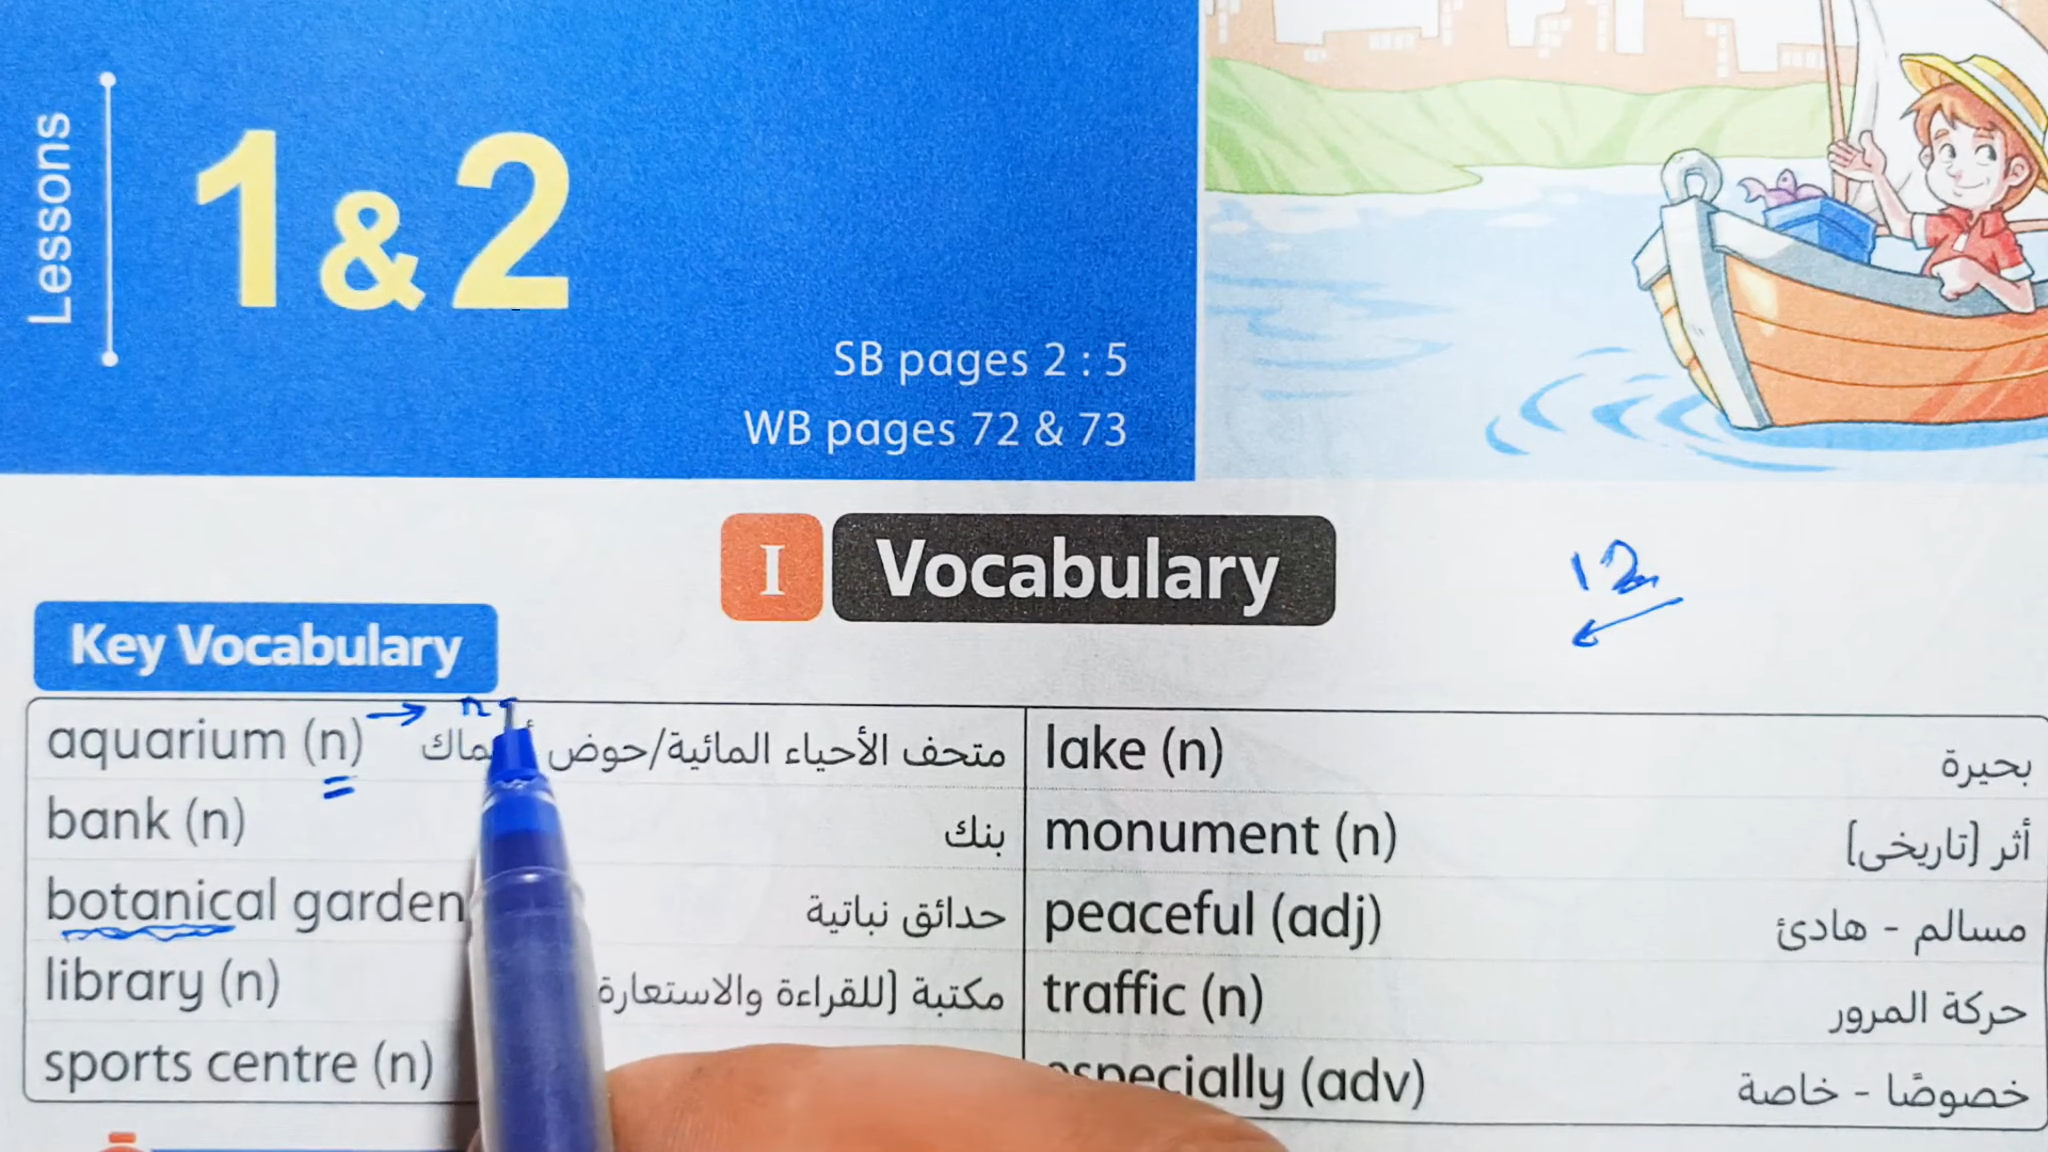 Lessons
1 & 2
SB pages 2 : 5
WB pages 72 & 73
I Vocabulary
12
Key Vocabulary
aquarium (n) → n متحف الأحياء المائية/حوض
lake (n) بحيرة
bank (n) بنك
monument (n) أثر [تاريخى]
botanical garden حدائق نباتية
peaceful (adj) مسالم - هادئ
library (n) مكتبة [للقراءة والاستعارة
traffic (n) حركة المرور
sports centre (n)
especially (adv) خصوصًا - خاصة